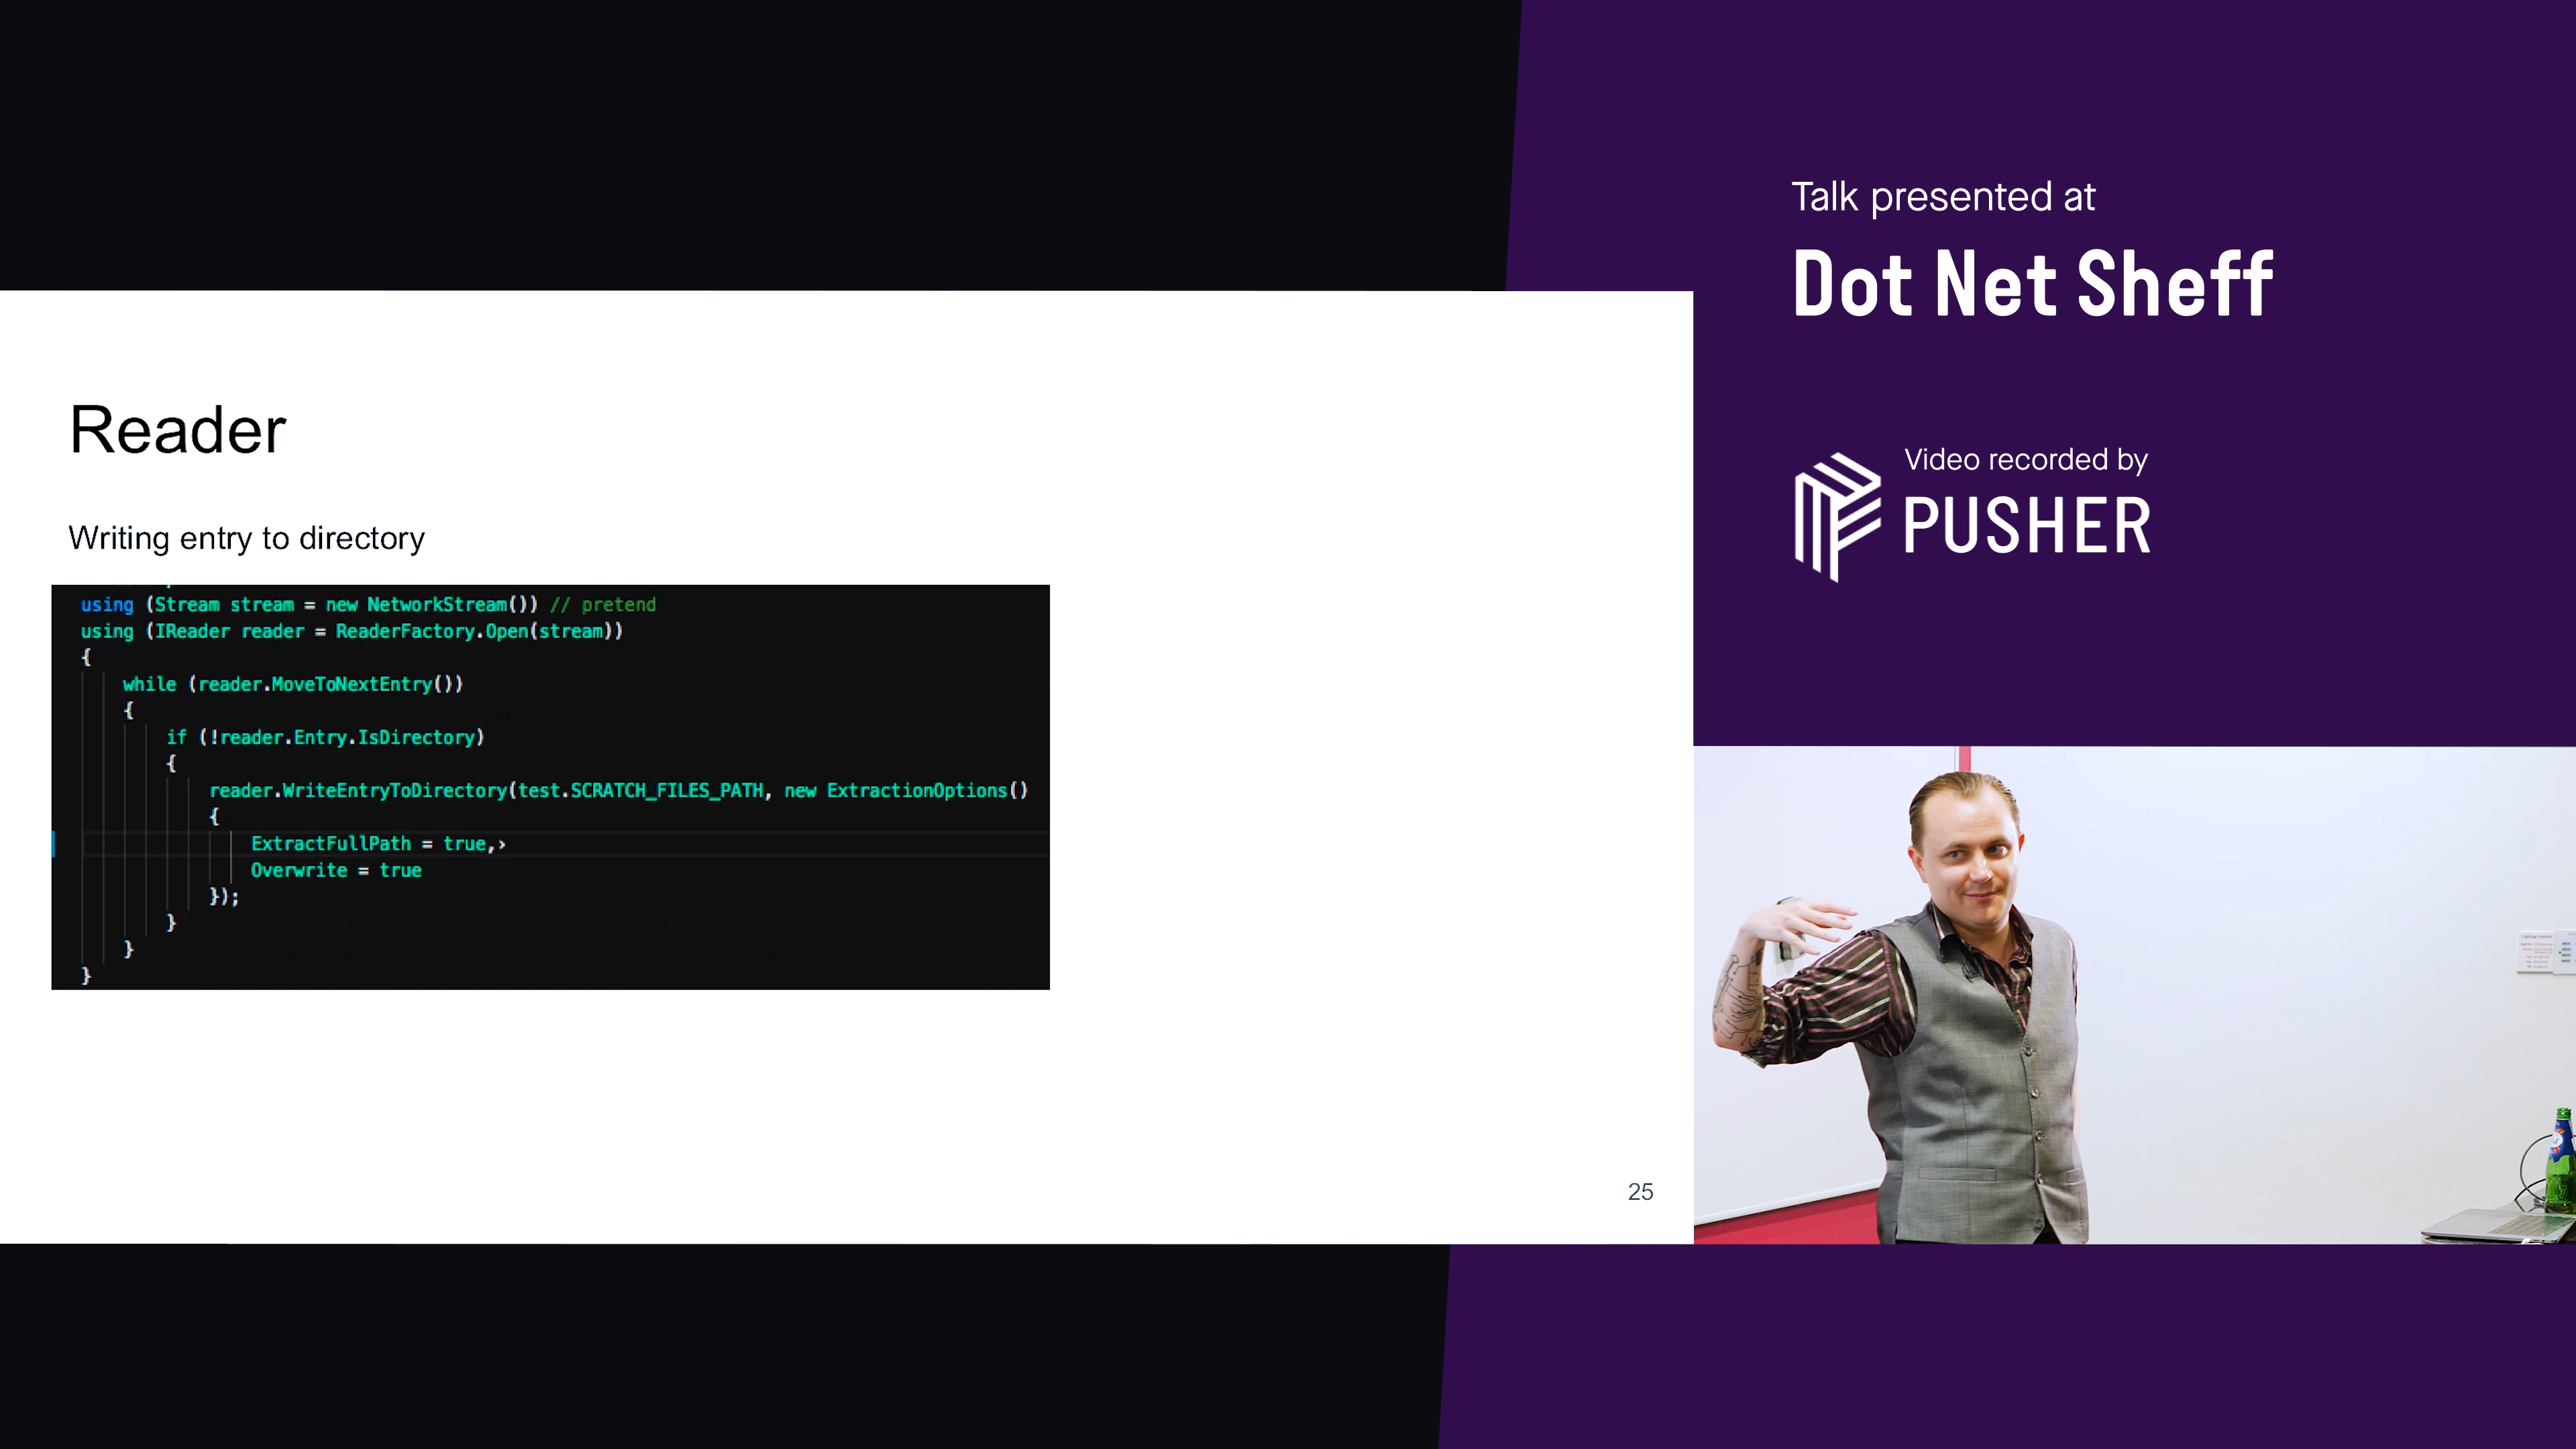 Reader
Writing entry to directory
using (Stream stream = new NetworkStream()) // pretend
using (IReader reader = ReaderFactory.Open(stream))
{
while (reader.MoveToNextEntry())
{
if (!reader.Entry.IsDirectory)
{
reader.WriteEntryToDirectory(test.SCRATCH_FILES_PATH, new ExtractionOptions()
{
ExtractFullPath = true,›
Overwrite = true
});
}
}
}
25
Talk presented at
Dot Net Sheff
Video recorded by
PUSHER